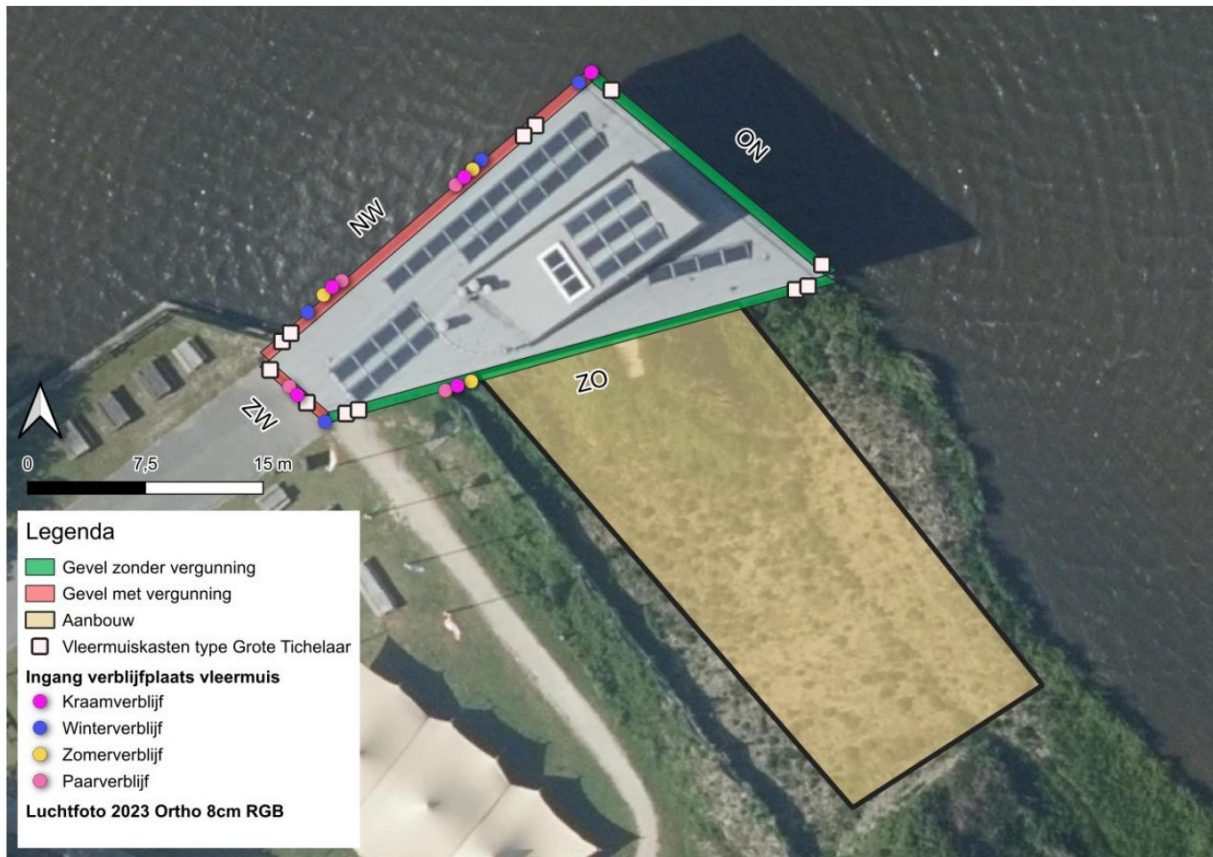 ON
NW
ZO
ZW
0 7,5 15 m
Legenda
Gevel zonder vergunning
Gevel met vergunning
Aanbouw
Vleermuiskasten type Grote Tichelaar
Ingang verblijfplaats vleermuis
Kraamverblijf
Winterverblijf
Zomerverblijf
Paarverblijf
Luchtfoto 2023 Ortho 8cm RGB